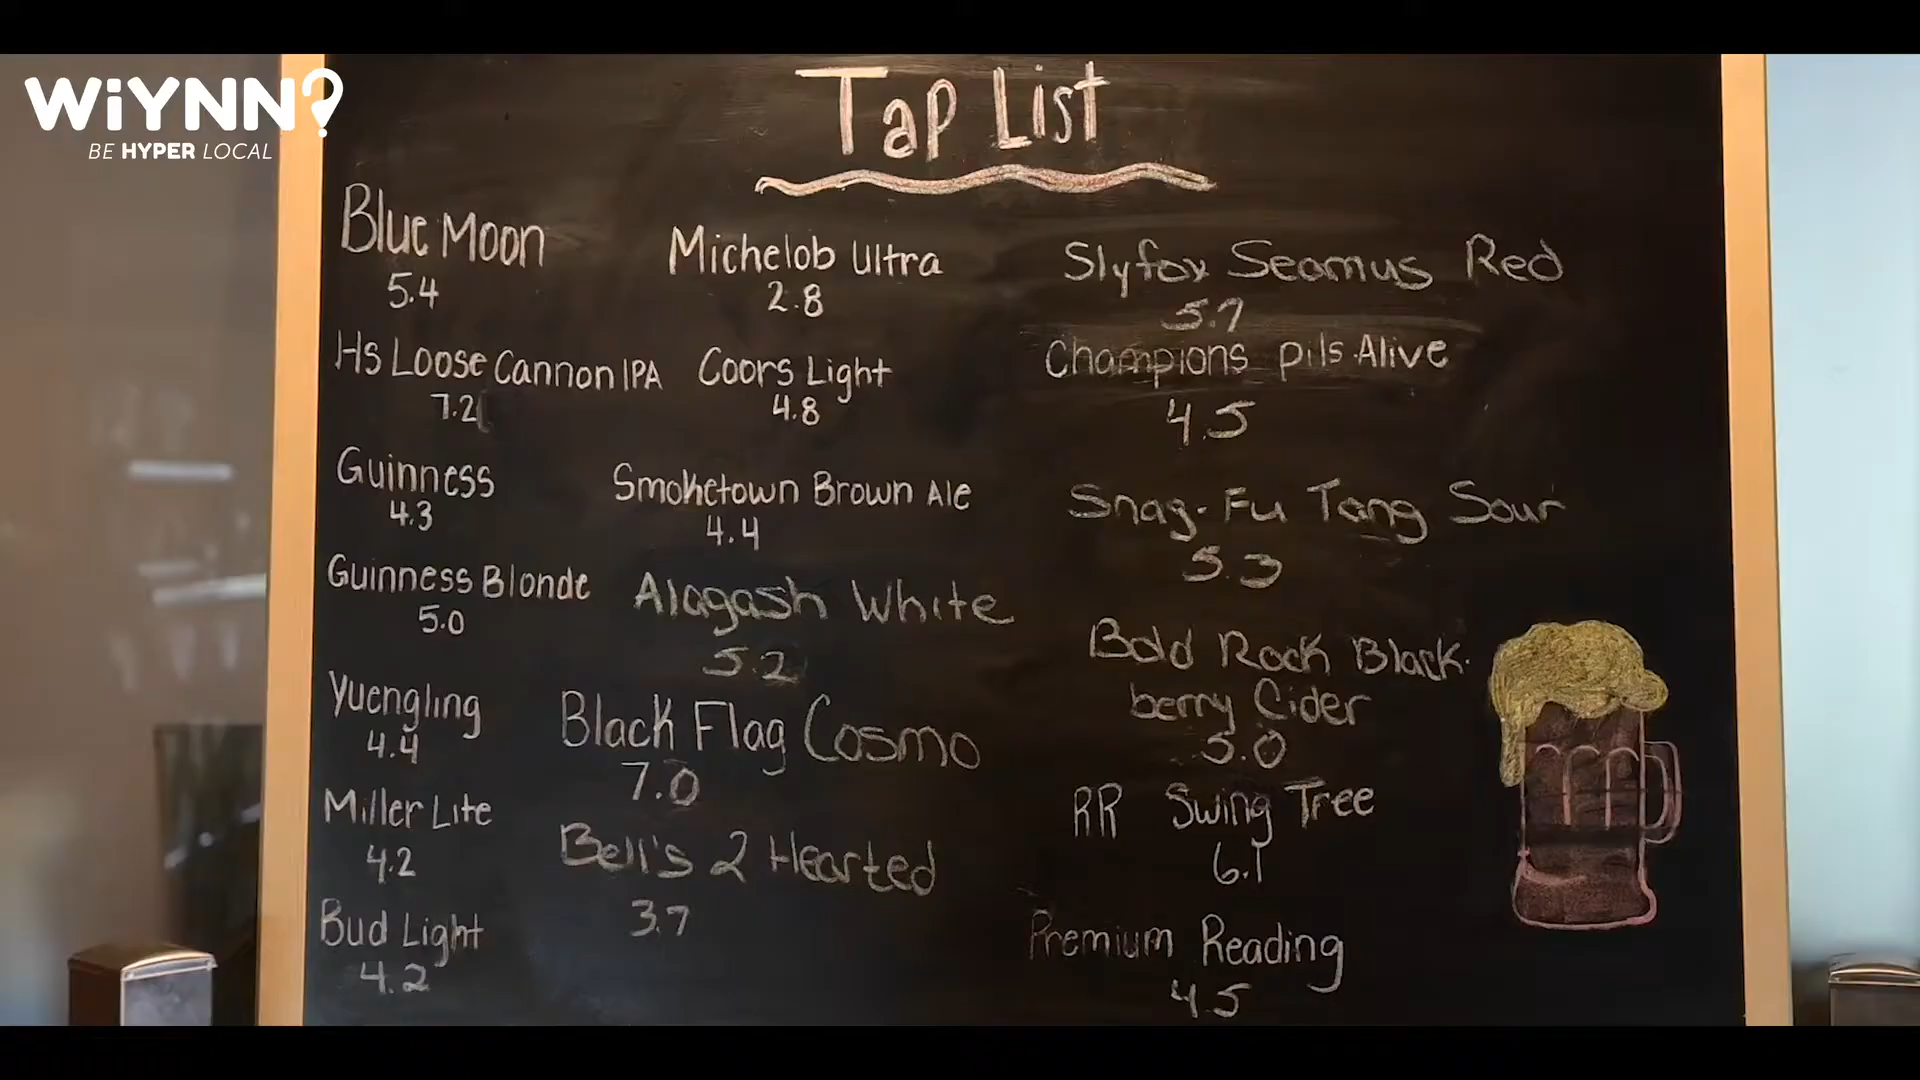 WiYNN?
BE HYPER LOCAL
Tap List
Blue Moon
5.4
Hs Loose Cannon IPA
7.2
Guinness
4.3
Guinness Blonde
5.0
Yuengling
4.4
Miller Lite
4.2
Bud Light
4.2
Michelob Ultra
2.8
Coors Light
4.8
Smoketown Brown Ale
4.4
Alagash White
5.2
Black Flag Cosmo
7.0
Bell's 2 Hearted
3.7
Slyfox Seamus Red
5.7
Champions Pils Alive
4.5
Snag-Fu Tang Sour
5.3
Bold Rock Black-
berry Cider
5.0
RR Swing Tree
6.1
Premium Reading
4.5